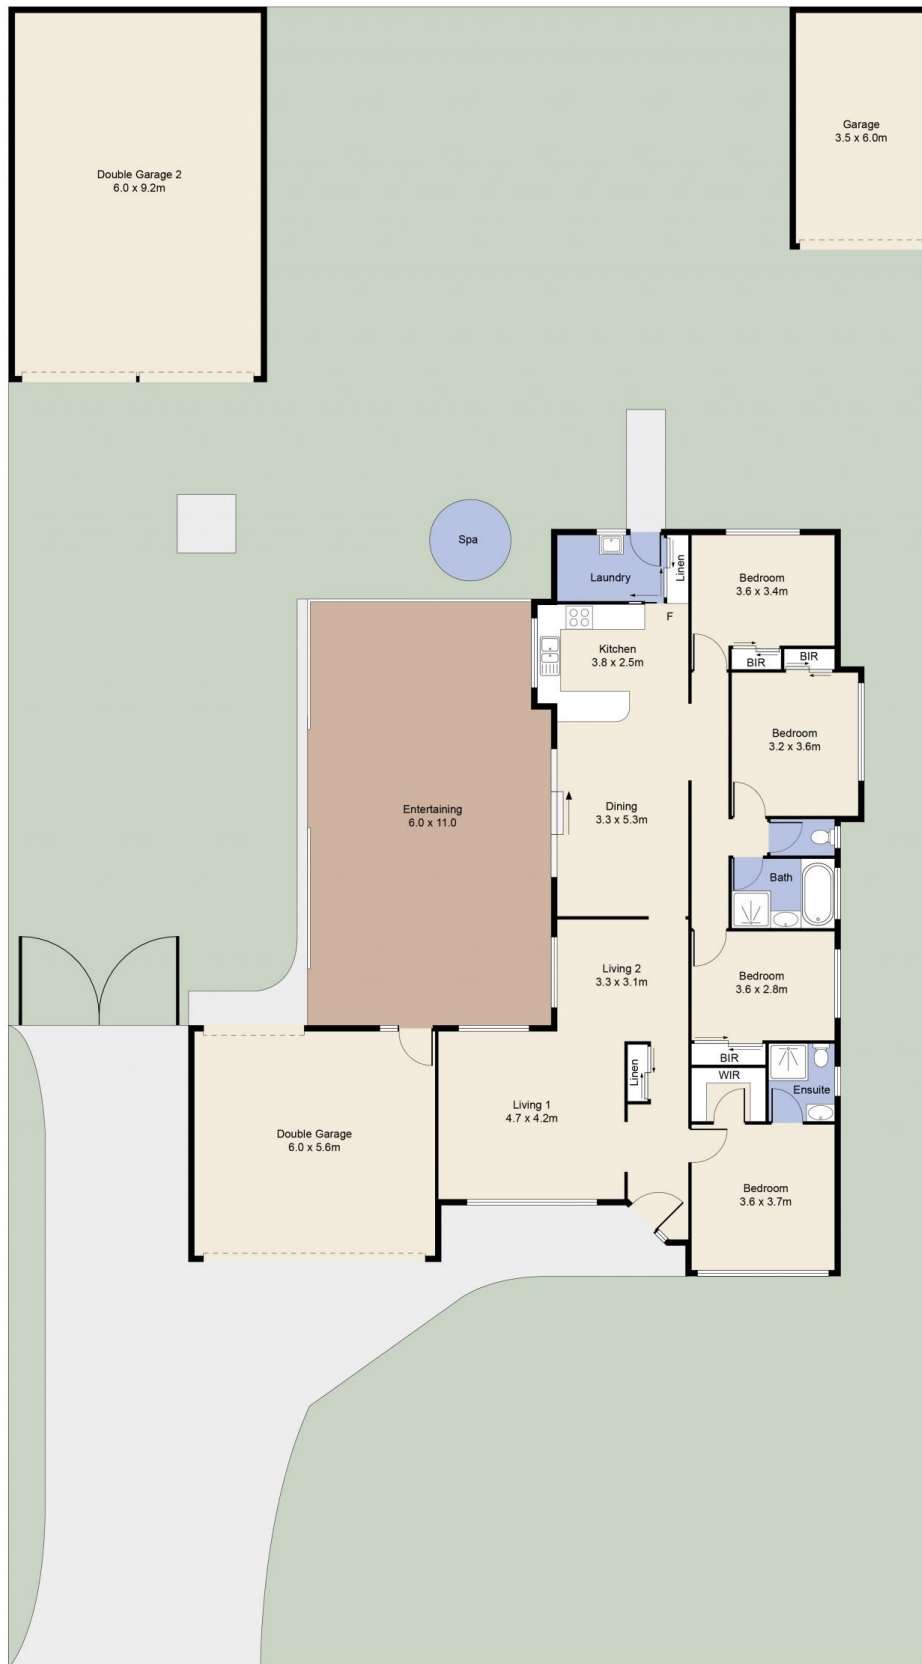 Double Garage 2
6.0 x 9.2m
Garage
3.5 x 6.0m
Spa
Laundry
Linen
F
Bedroom
3.6 x 3.4m
Kitchen
3.8 x 2.5m
BIR
BIR
Bedroom
3.2 x 3.6m
Entertaining
6.0 x 11.0
Dining
3.3 x 5.3m
Bath
Living 2
3.3 x 3.1m
Bedroom
3.6 x 2.8m
BIR
Linen
WIR
Ensuite
Living 1
4.7 x 4.2m
Double Garage
6.0 x 5.6m
Bedroom
3.6 x 3.7m